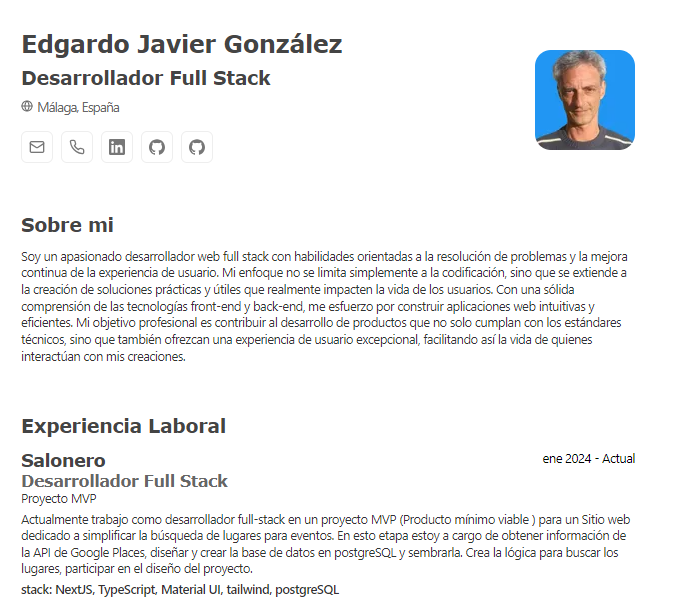 Edgardo Javier González
Desarrollador Full Stack
Málaga, España
Sobre mi
Soy un apasionado desarrollador web full stack con habilidades orientadas a la resolución de problemas y la mejora
continua de la experiencia de usuario. Mi enfoque no se limita simplemente a la codificación, sino que se extiende a
la creación de soluciones prácticas y útiles que realmente impacten la vida de los usuarios. Con una sólida
comprensión de las tecnologías front-end y back-end, me esfuerzo por construir aplicaciones web intuitivas y
eficientes. Mi objetivo profesional es contribuir al desarrollo de productos que no solo cumplan con los estándares
técnicos, sino que también ofrezcan una experiencia de usuario excepcional, facilitando así la vida de quienes
interactúan con mis creaciones.
Experiencia Laboral
Salonero
ene 2024 - Actual
Desarrollador Full Stack
Proyecto MVP
Actualmente trabajo como desarrollador full-stack en un proyecto MVP (Producto mínimo viable ) para un Sitio web
dedicado a simplificar la búsqueda de lugares para eventos. En esto etapa estoy a cargo de obtener información de
la API de Google Places, diseñar y crear la base de datos en postgreSQL y sembrarla. Crea la lógica para buscar los
lugares, participar en el diseño del proyecto.
stack: NextJS, TypeScript, Material UI, tailwind, postgreSQL